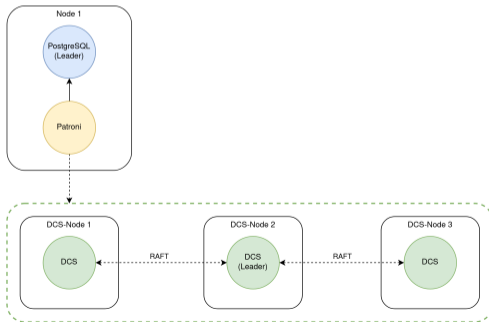 Node 1
PostgreSQL
(Leader)
Patroni
DCS-Node 1
DCS-Node 2
DCS-Node 3
DCS
RAFT
DCS
(Leader)
RAFT
DCS